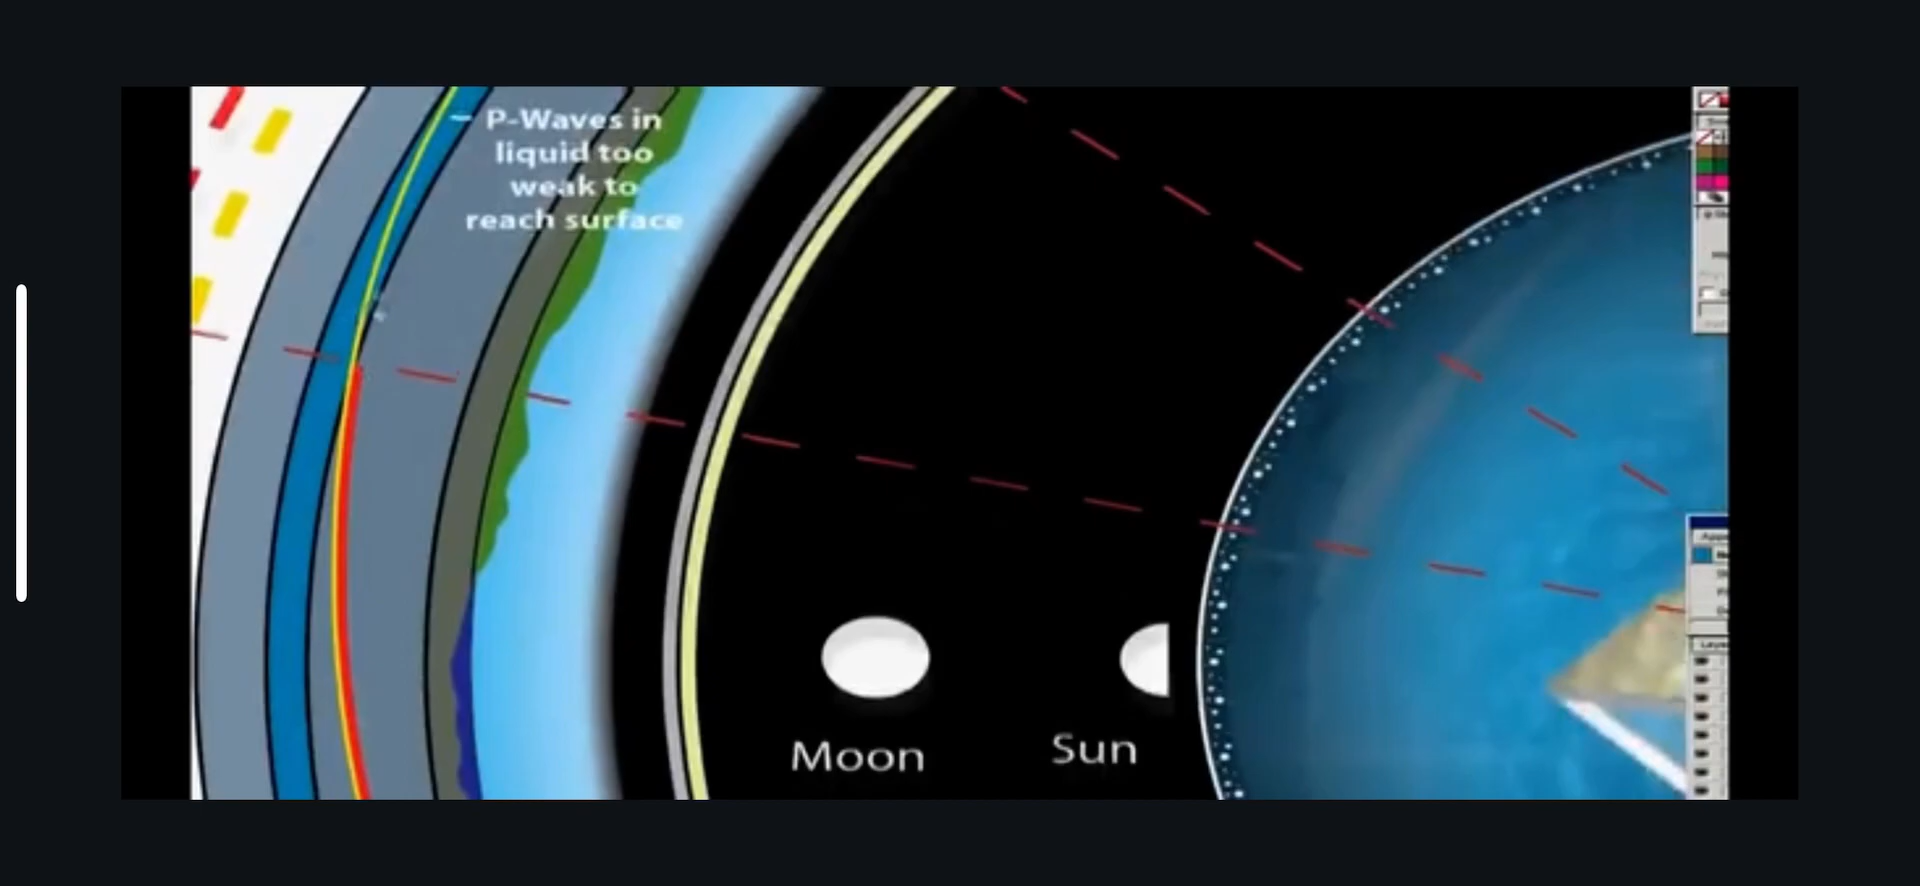 P-Waves in
liquid too
weak to
reach surface
Moon
Sun